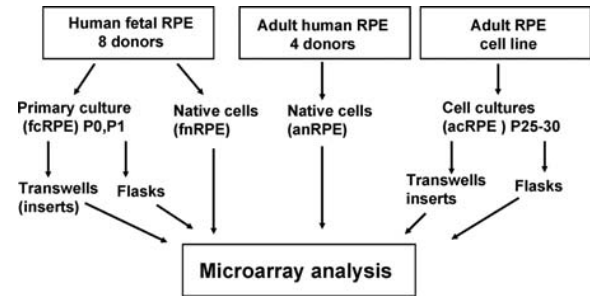 Human fetal RPE
8 donors
Adult human RPE
4 donors
Adult RPE
cell line
Primary culture
(fcRPE) P0,P1
Native cells
(fnRPE)
Native cells
(anRPE)
Cell cultures
(acRPE ) P25-30
Transwells
(inserts)
Flasks
Transwells
inserts
Flasks
Microarray analysis